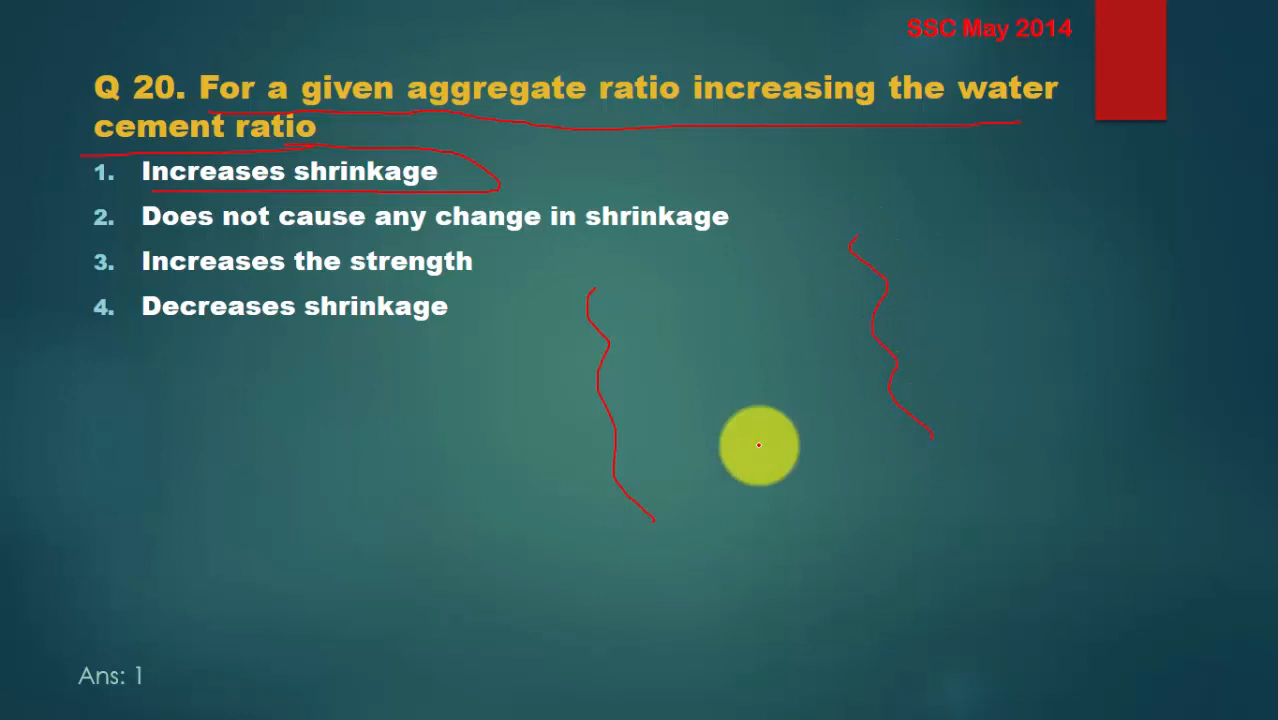 SSC May 2014
Q 20. For a given aggregate ratio increasing the water
cement ratio
1. Increases shrinkage
2. Does not cause any change in shrinkage
3. Increases the strength
4. Decreases shrinkage
Ans: 1